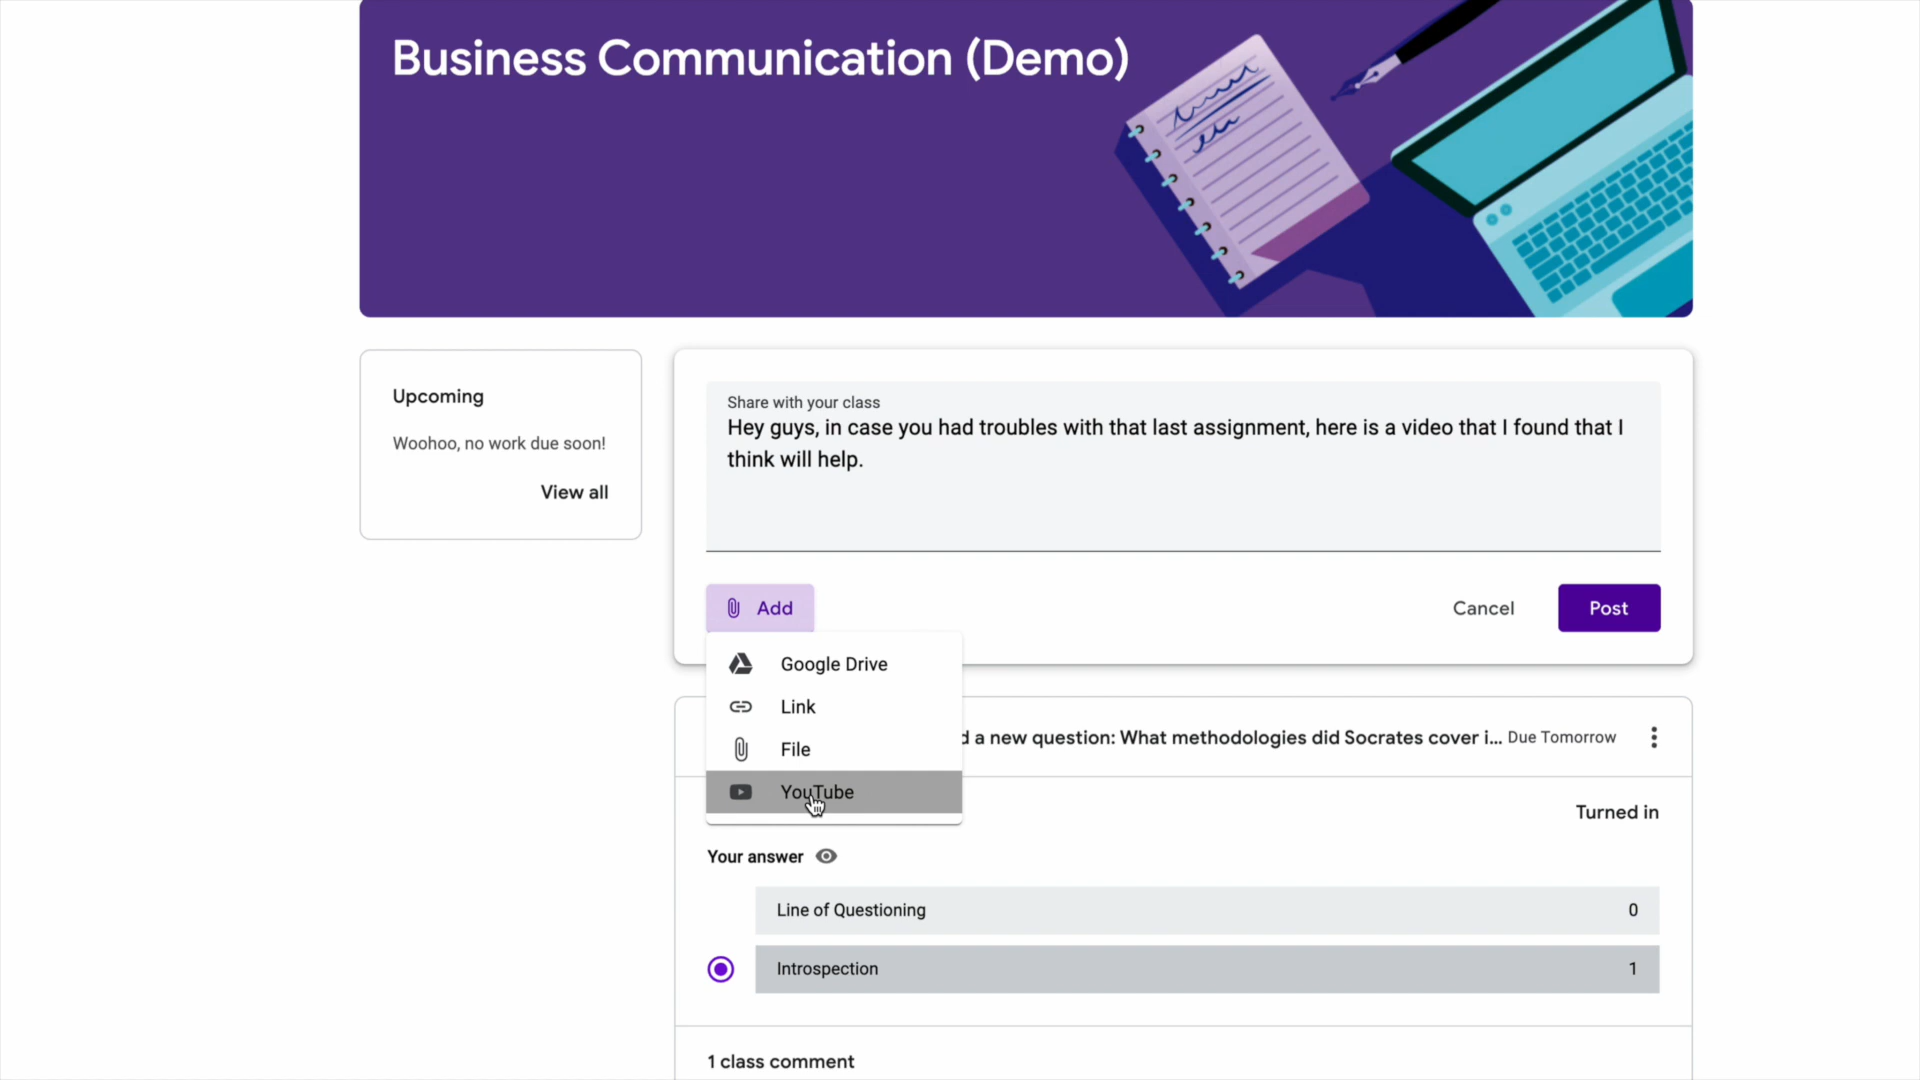 Business Communication (Demo)
Upcoming
Woohoo, no work due soon!
View all
Share with your class
Hey guys, in case you had troubles with that last assignment, here is a video that I found that I
think will help.
Add
Cancel
Post
Google Drive
Link
File
YouTube
d a new question: What methodologies did Socrates cover i... Due Tomorrow
Turned in
Your answer
Line of Questioning 0
Introspection 1
1 class comment